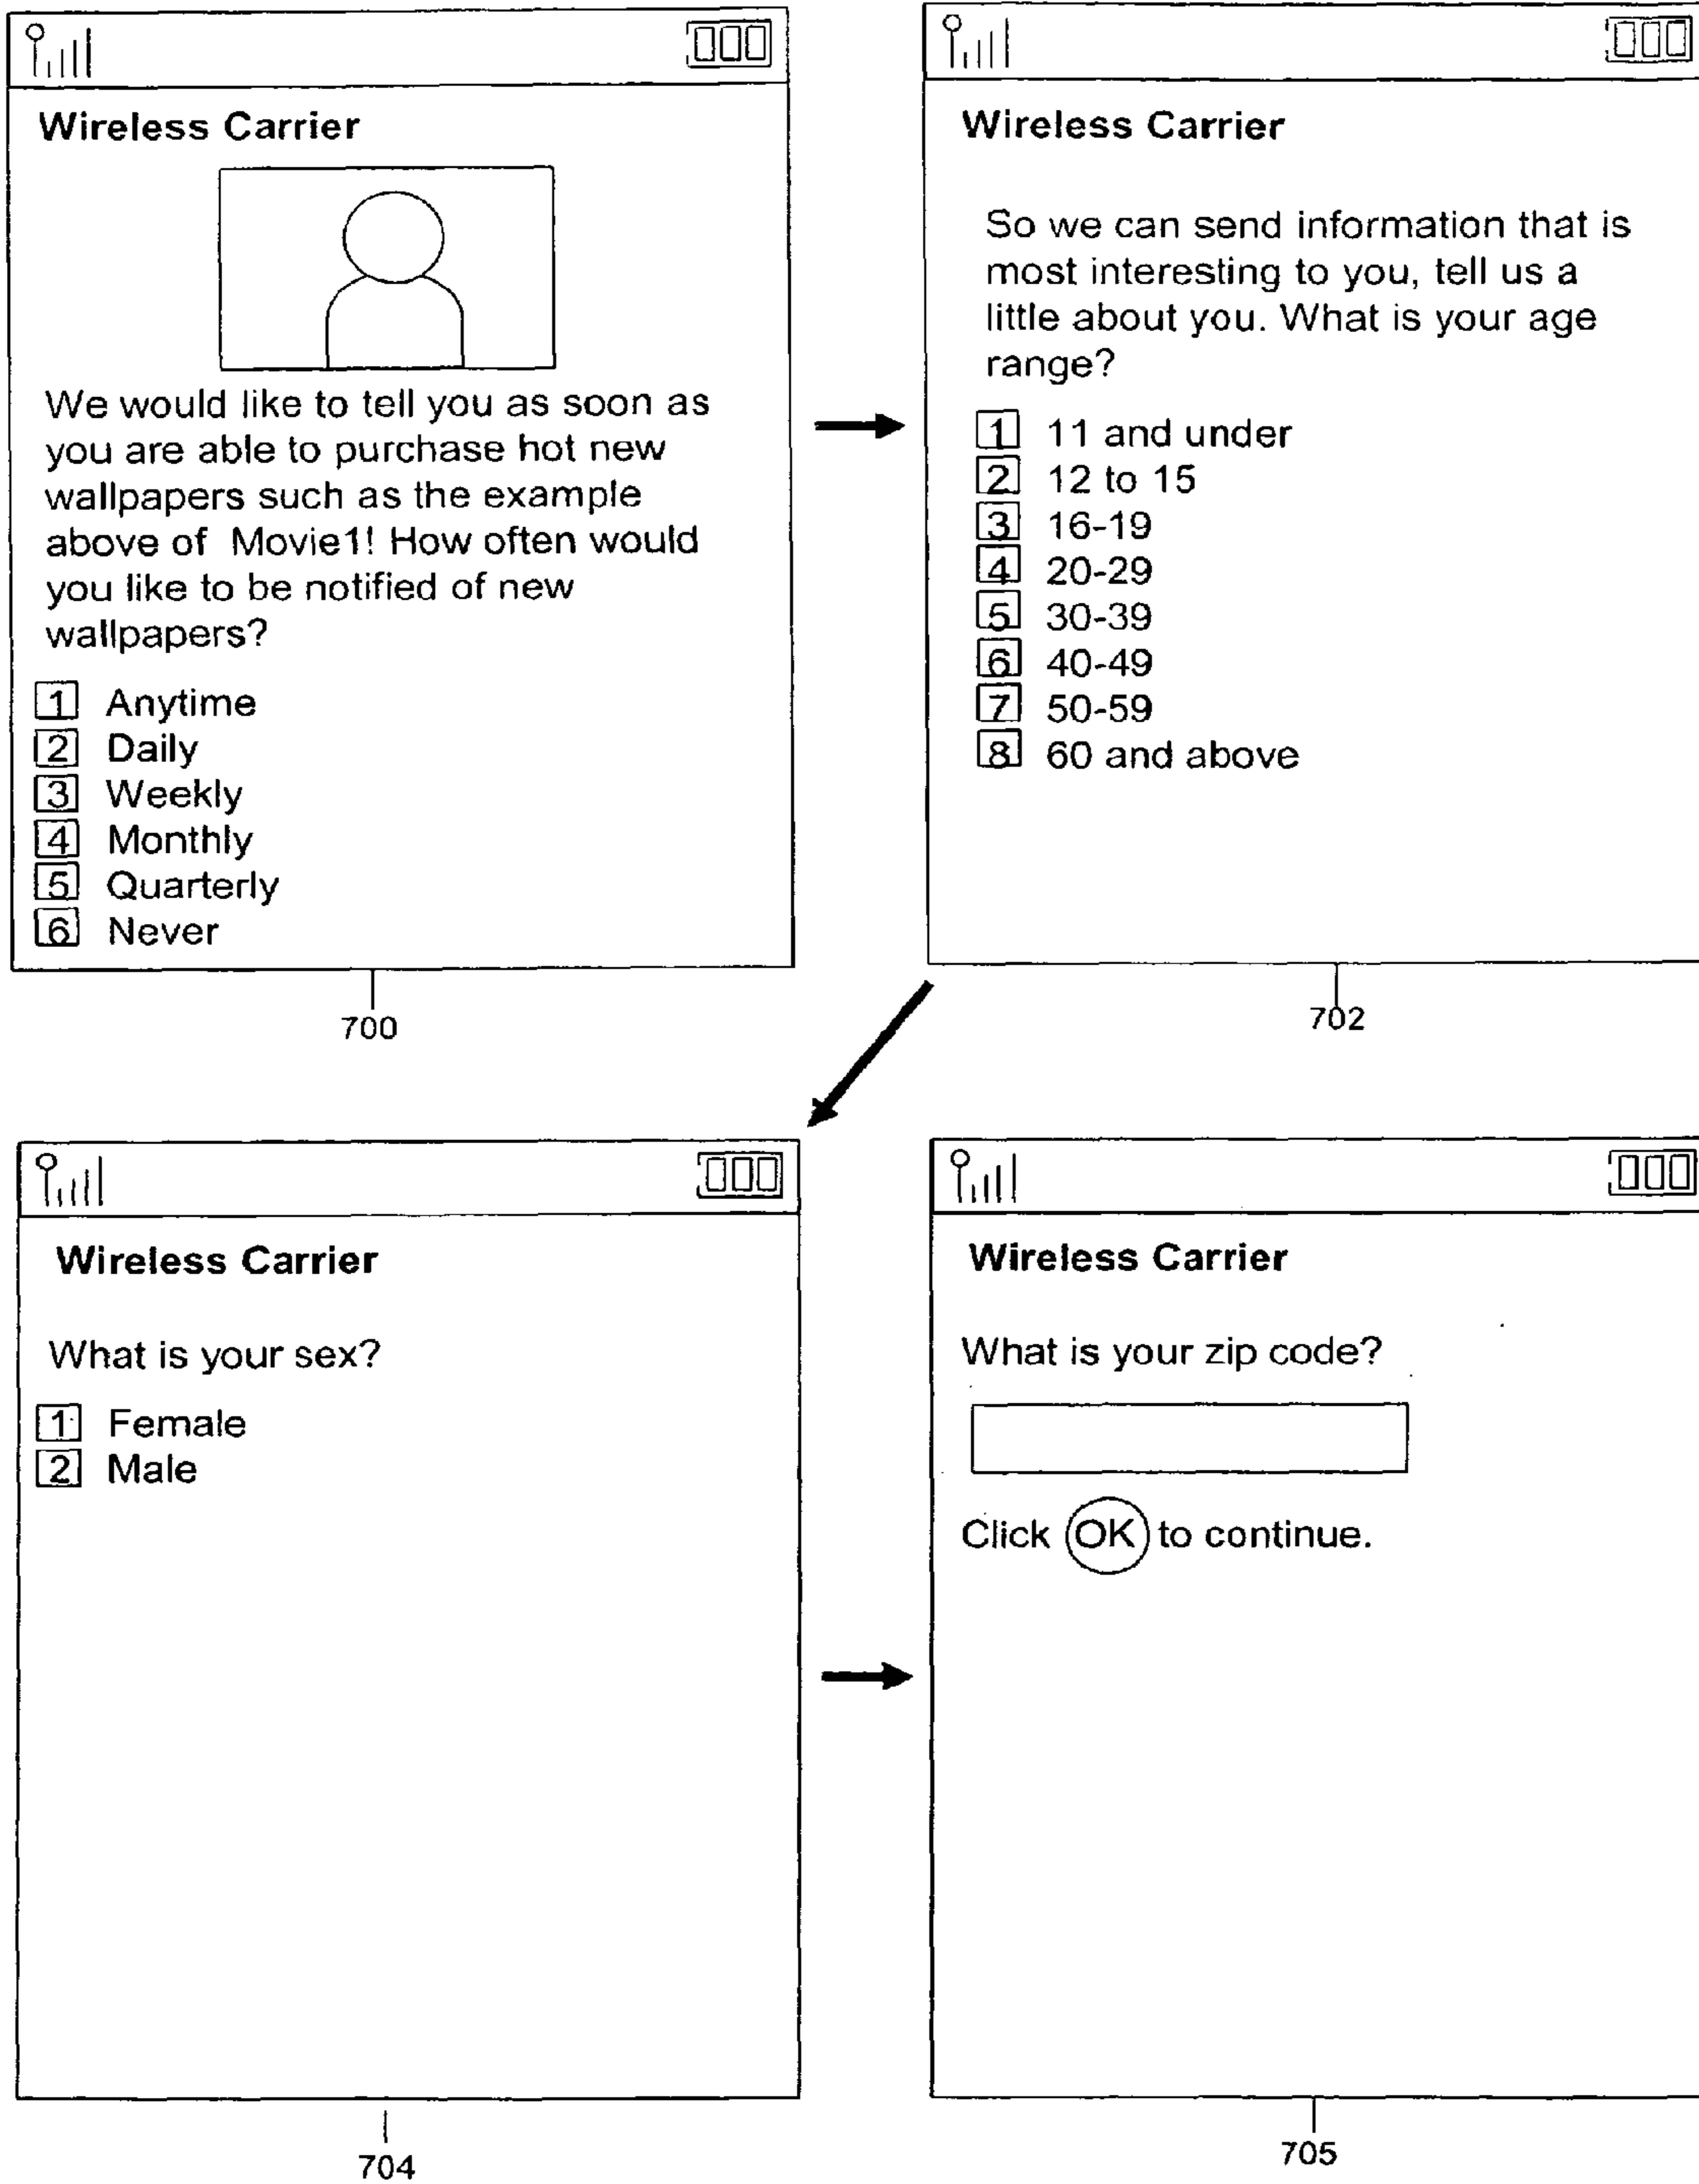 Wireless Carrier
We would like to tell you as soon as
you are able to purchase hot new
wallpapers such as the example
above of Movie1! How often would
you like to be notified of new
wallpapers?
1 Anytime
2 Daily
3 Weekly
4 Monthly
5 Quarterly
6 Never
700
Wireless Carrier
So we can send information that is
most interesting to you, tell us a
little about you. What is your age
range?
1 11 and under
2 12 to 15
3 16-19
4 20-29
5 30-39
6 40-49
7 50-59
8 60 and above
702
Wireless Carrier
What is your sex?
1 Female
2 Male
704
Wireless Carrier
What is your zip code?
Click OK to continue.
705